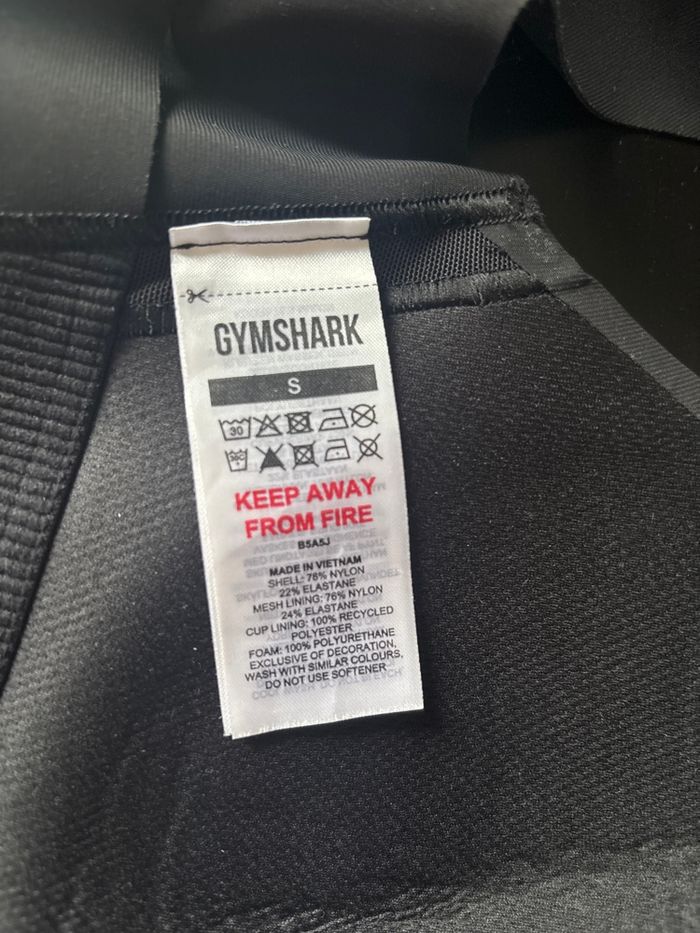 GYMSHARK
S
30
30C
KEEP AWAY
FROM FIRE
B5A5J
MADE IN VIETNAM
SHELL: 78% NYLON
22% ELASTANE
MESH LINING: 76% NYLON
24% ELASTANE
CUP LINING: 100% RECYCLED
POLYESTER
FOAM: 100% POLYURETHANE
EXCLUSIVE OF DECORATION,
WASH WITH SIMILAR COLOURS,
DO NOT USE SOFTENER